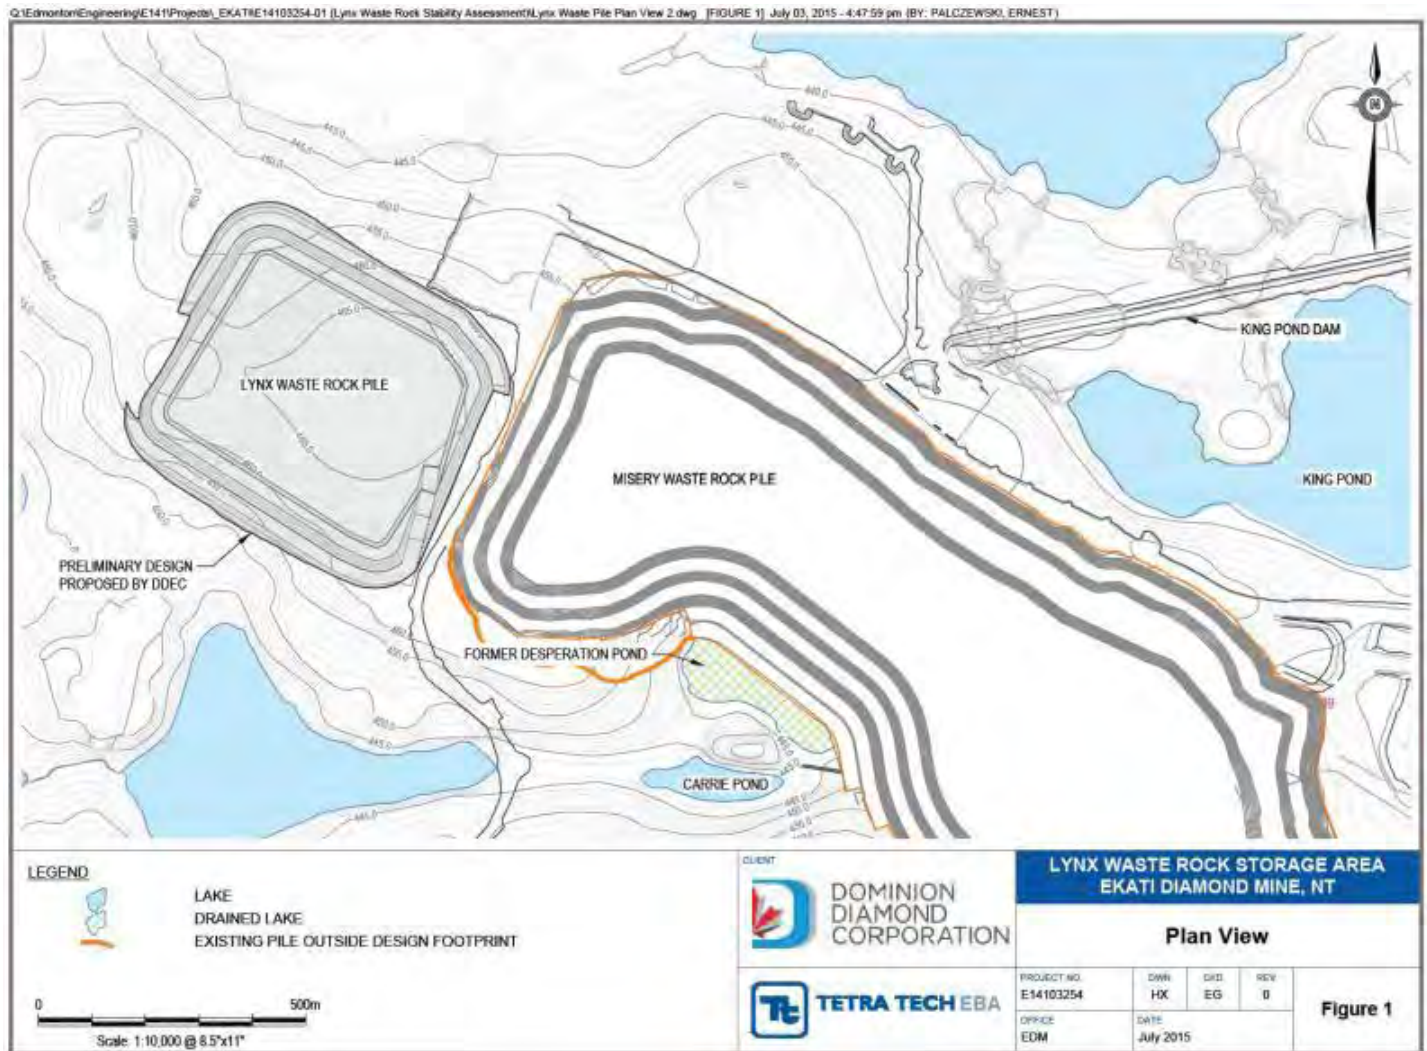 Q:\Edmonton\Engineering\E141\Projects\_EKATI\E14103254-01 (Lynx Waste Rock Stability Assessment)\Lynx Waste Pile Plan View 2.dwg [FIGURE 1] July 03, 2015 - 4:47:59 pm (BY: PALCZEWSKI, ERNEST)
N
KING POND DAM
LYNX WASTE ROCK PILE
MISERY WASTE ROCK PILE
KING POND
PRELIMINARY DESIGN
PROPOSED BY DDEC
FORMER DESPERATION POND
CARRIE POND
LEGEND
LAKE
DRAINED LAKE
EXISTING PILE OUTSIDE DESIGN FOOTPRINT
0 500m
Scale: 1:10,000 @ 8.5"x11"
CLIENT
DOMINION
DIAMOND
CORPORATION
TETRA TECH EBA
LYNX WASTE ROCK STORAGE AREA
EKATI DIAMOND MINE, NT
Plan View
PROJECT NO. DWN CKD REV
E14103254 HX EG 0
OFFICE DATE
EDM July 2015
Figure 1